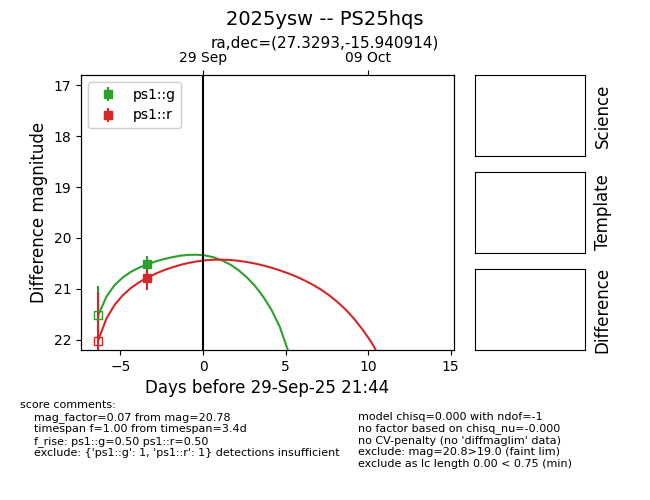 2025ysw -- PS25hqs
ra,dec=(27.3293,-15.940914)
29 Sep
09 Oct
ps1::g
ps1::r
17
18
19
20
21
22
Difference magnitude
−5
0
5
10
15
Days before 29-Sep-25 21:44
Science
Template
Difference
score comments:
mag_factor=0.07 from mag=20.78
timespan f=1.00 from timespan=3.4d
f_rise: ps1::g=0.50 ps1::r=0.50
exclude: {'ps1::g': 1, 'ps1::r': 1} detections insufficient
model chisq=0.000 with ndof=-1
no factor based on chisq_nu=-0.000
no CV-penalty (no 'diffmaglim' data)
exclude: mag=20.8>19.0 (faint lim)
exclude as lc length 0.00 < 0.75 (min)